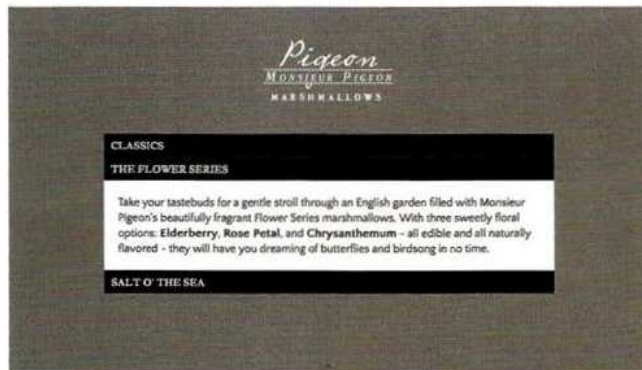 Pigeon
MONSIEUR PIGEON
MARSHMALLOWS
CLASSICS
THE FLOWER SERIES
Take your tastebuds for a gentle stroll through an English garden filled with Monsieur
Pigeon's beautifully fragrant Flower Series marshmallows. With three sweetly floral
options: Elderberry, Rose Petal, and Chrysanthemum - all edible and all naturally
flavored - they will have you dreaming of butterflies and birdsong in no time.
SALT O' THE SEA